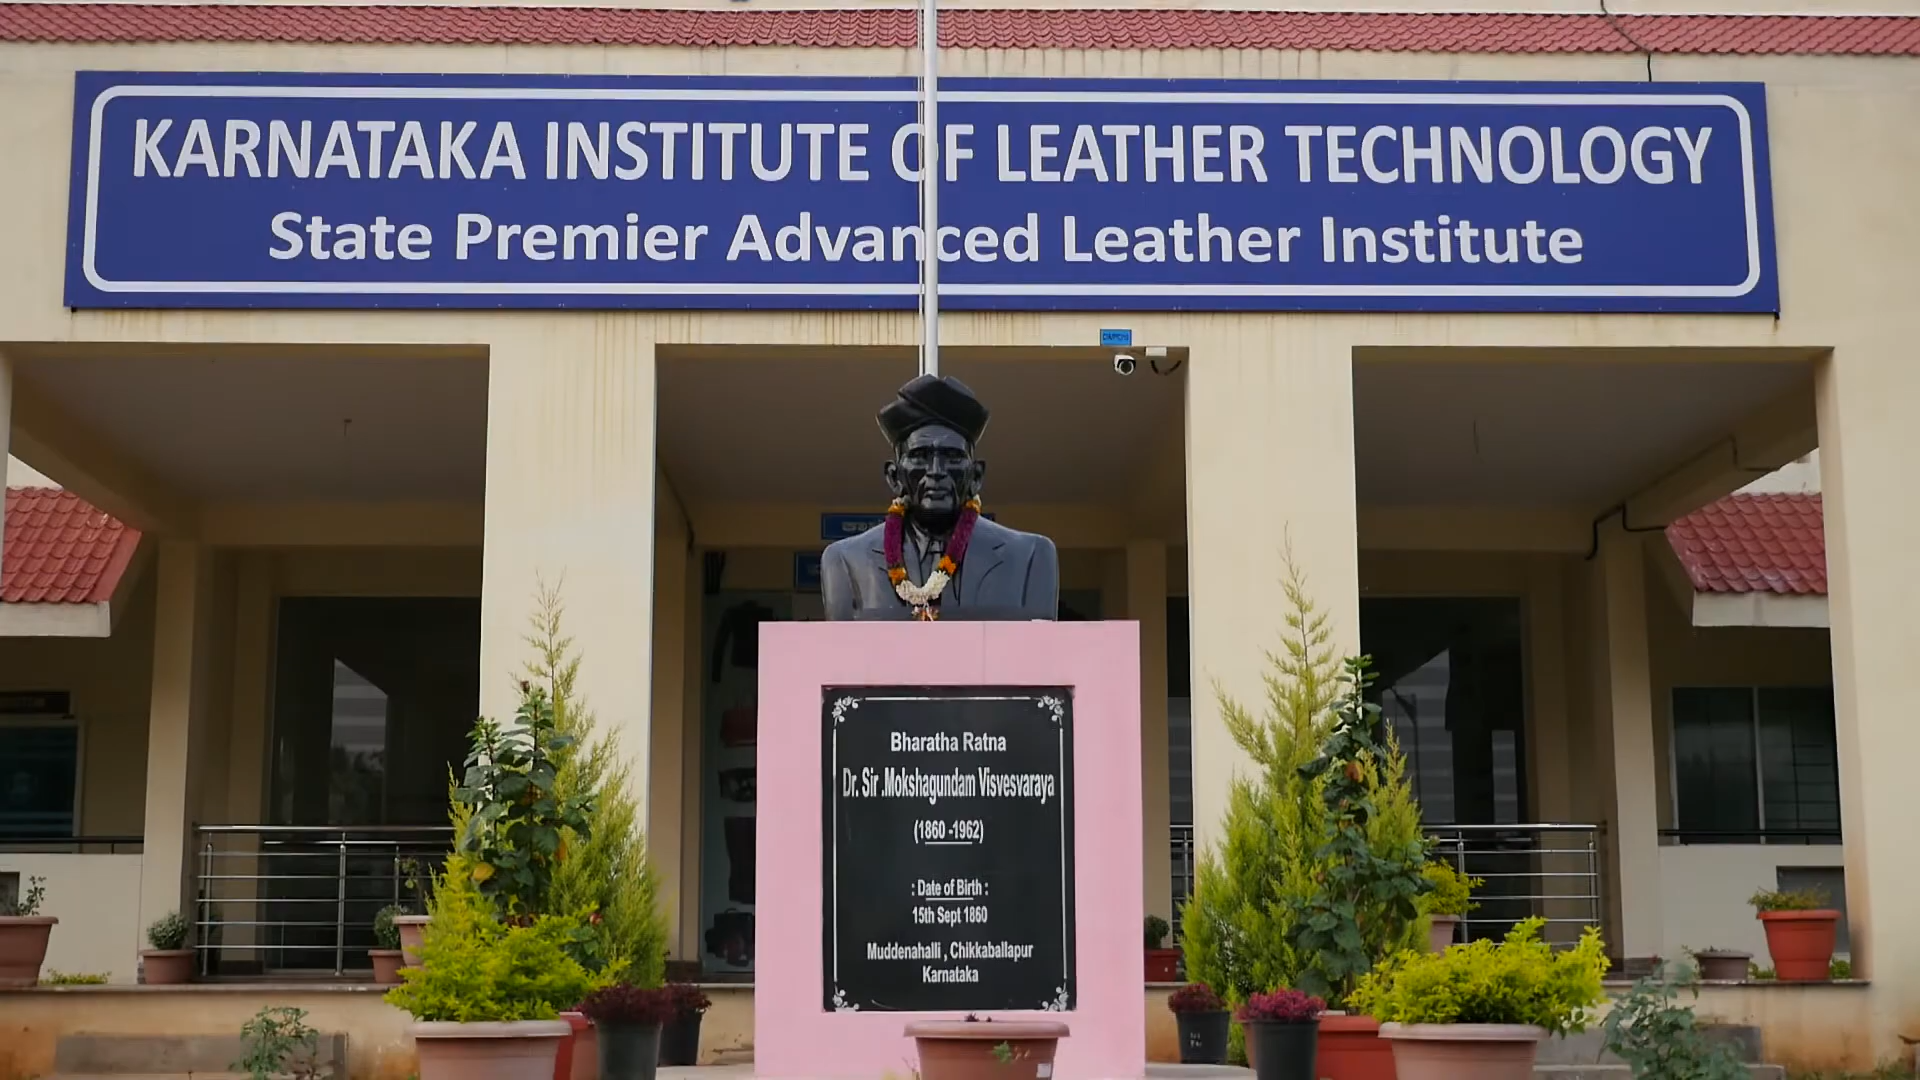 KARNATAKA INSTITUTE OF LEATHER TECHNOLOGY
State Premier Advanced Leather Institute
Bharatha Ratna
Dr. Sir .Mokshagundam Visvesvaraya
(1860 -1962)
: Date of Birth :
15th Sept 1860
Muddenahalli , Chikkaballapur
Karnataka